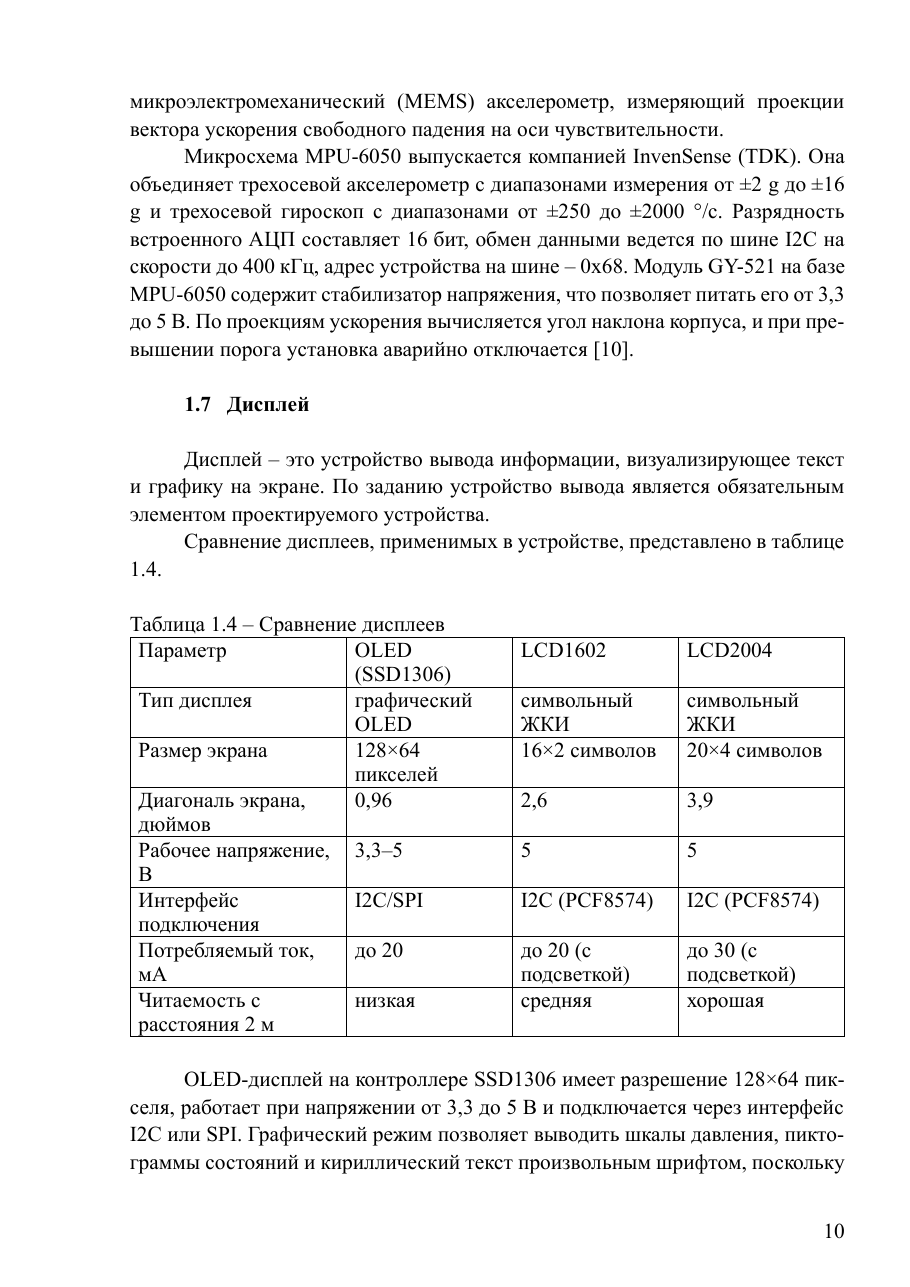 микроэлектромеханический (MEMS) акселерометр, измеряющий проекции
вектора ускорения свободного падения на оси чувствительности.
Микросхема MPU-6050 выпускается компанией InvenSense (TDK). Она
объединяет трехосевой акселерометр с диапазонами измерения от ±2 g до ±16
g и трехосевой гироскоп с диапазонами от ±250 до ±2000 °/с. Разрядность
встроенного АЦП составляет 16 бит, обмен данными ведется по шине I2C на
скорости до 400 кГц, адрес устройства на шине – 0x68. Модуль GY-521 на базе
MPU-6050 содержит стабилизатор напряжения, что позволяет питать его от 3,3
до 5 В. По проекциям ускорения вычисляется угол наклона корпуса, и при пре-
вышении порога установка аварийно отключается [10].
1.7 Дисплей
Дисплей – это устройство вывода информации, визуализирующее текст
и графику на экране. По заданию устройство вывода является обязательным
элементом проектируемого устройства.
Сравнение дисплеев, применимых в устройстве, представлено в таблице
1.4.
Таблица 1.4 – Сравнение дисплеев
Параметр OLED LCD1602 LCD2004
(SSD1306)
Тип дисплея графический символьный символьный
OLED ЖКИ ЖКИ
Размер экрана 128×64 16×2 символов 20×4 символов
пикселей
Диагональ экрана, 0,96 2,6 3,9
дюймов
Рабочее напряжение, 3,3–5 5 5
В
Интерфейс I2C/SPI I2C (PCF8574) I2C (PCF8574)
подключения
Потребляемый ток, до 20 до 20 (с до 30 (с
мА подсветкой) подсветкой)
Читаемость с низкая средняя хорошая
расстояния 2 м
OLED-дисплей на контроллере SSD1306 имеет разрешение 128×64 пик-
селя, работает при напряжении от 3,3 до 5 В и подключается через интерфейс
I2C или SPI. Графический режим позволяет выводить шкалы давления, пикто-
граммы состояний и кириллический текст произвольным шрифтом, поскольку
10